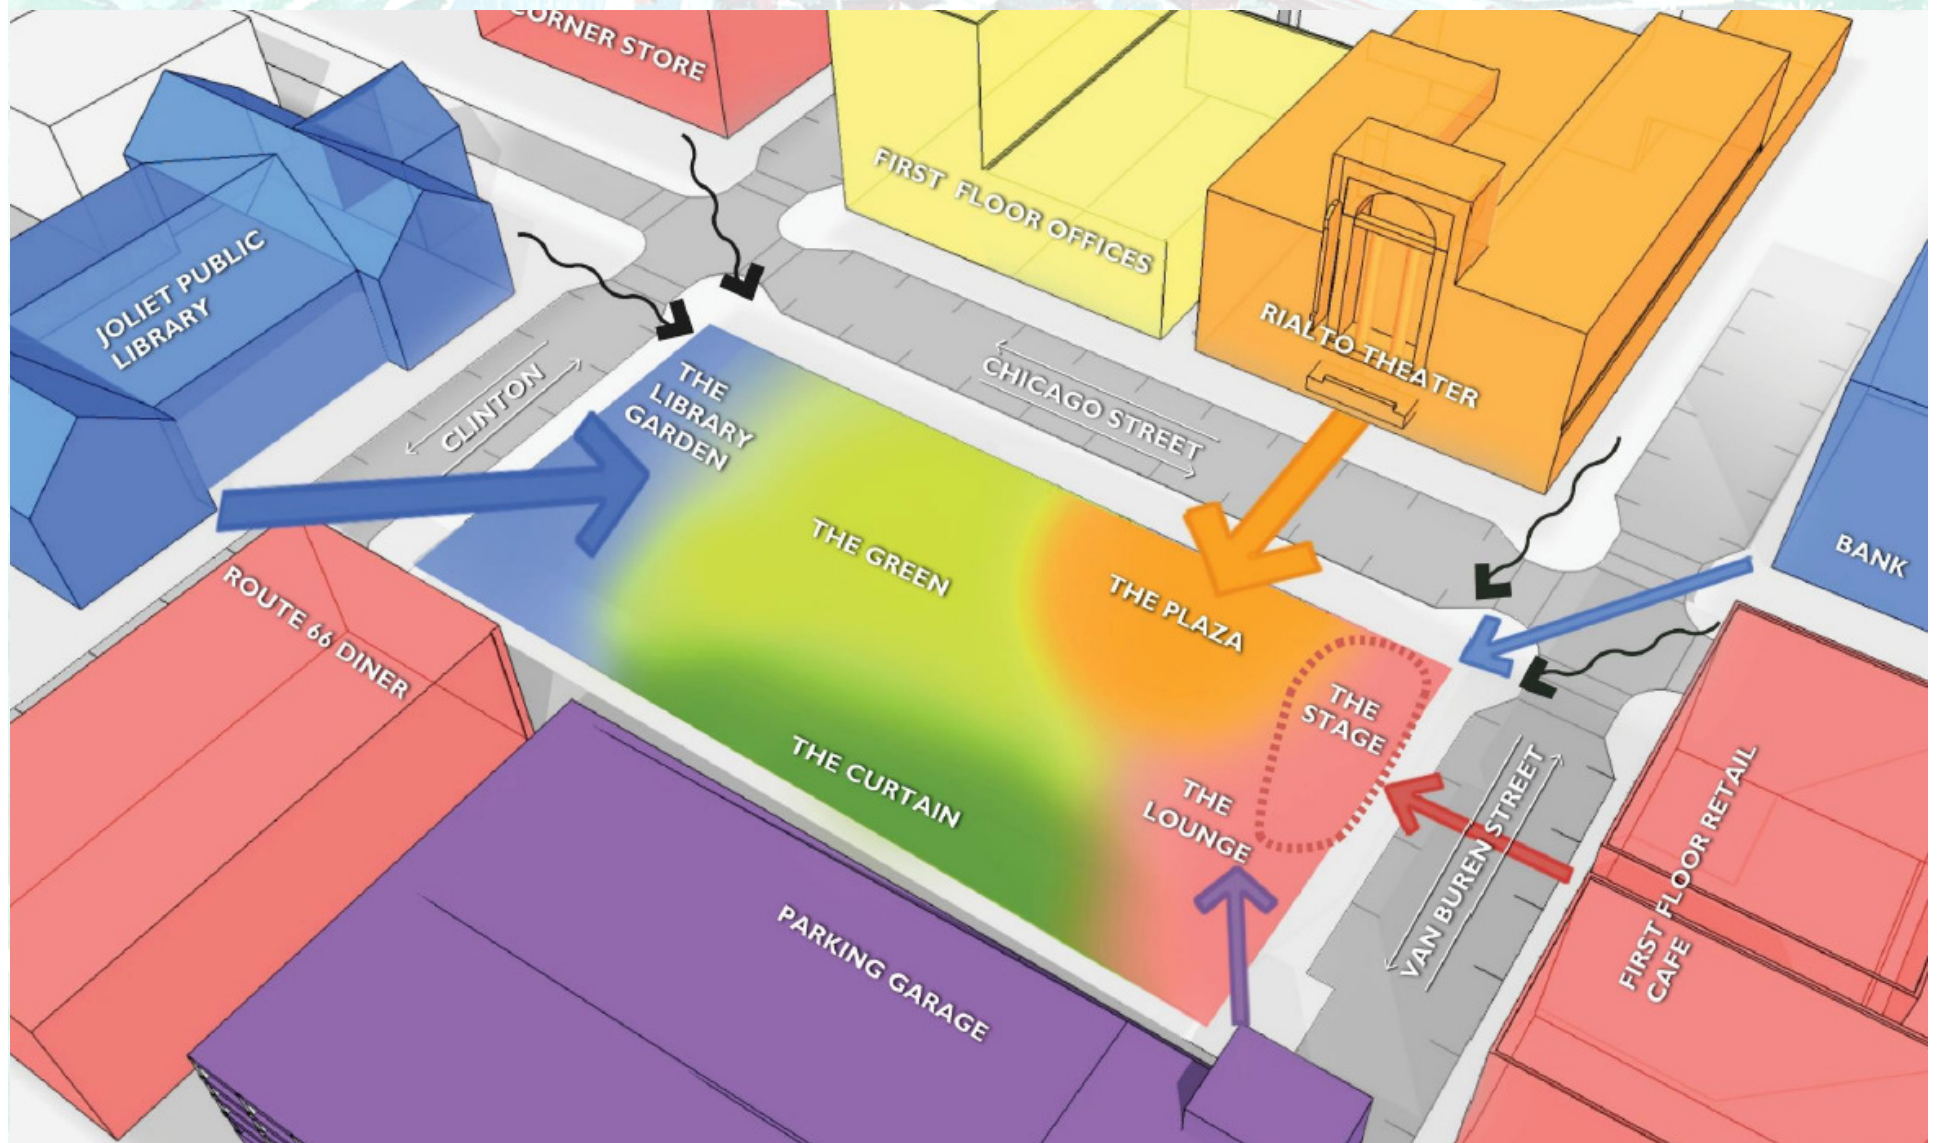 CORNER STORE
FIRST FLOOR OFFICES
JOLIET PUBLIC
LIBRARY
RIALTO THEATER
CLINTON
THE
LIBRARY
GARDEN
CHICAGO STREET
THE GREEN
THE PLAZA
BANK
ROUTE 66 DINER
THE
STAGE
THE CURTAIN
THE
LOUNGE
VAN BUREN STREET
FIRST FLOOR RETAIL
CAFE
PARKING GARAGE